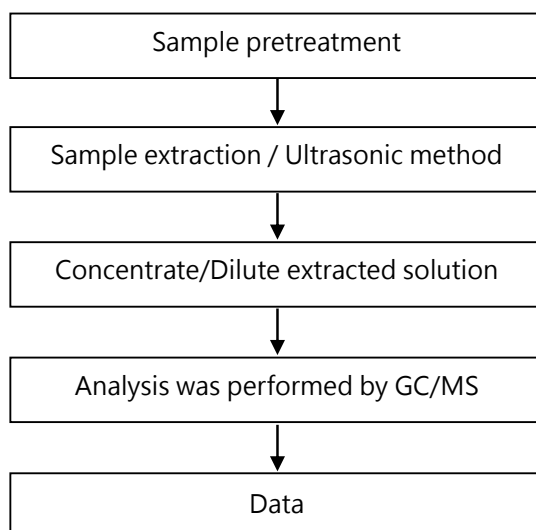 Sample pretreatment
Sample extraction / Ultrasonic method
Concentrate/Dilute extracted solution
Analysis was performed by GC/MS
Data